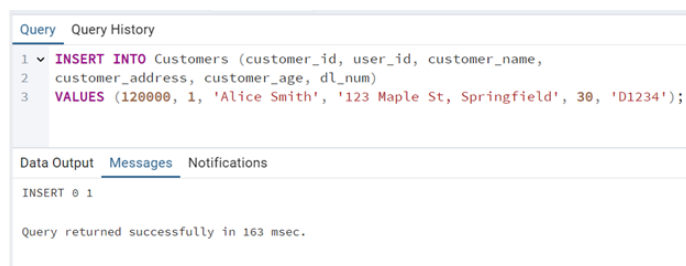 Query Query History
1 INSERT INTO Customers (customer_id, user_id, customer_name,
2 customer_address, customer_age, dl_num)
3 VALUES (120000, 1, 'Alice Smith', '123 Maple St, Springfield', 30, 'D1234');
Data Output Messages Notifications
INSERT 0 1
Query returned successfully in 163 msec.